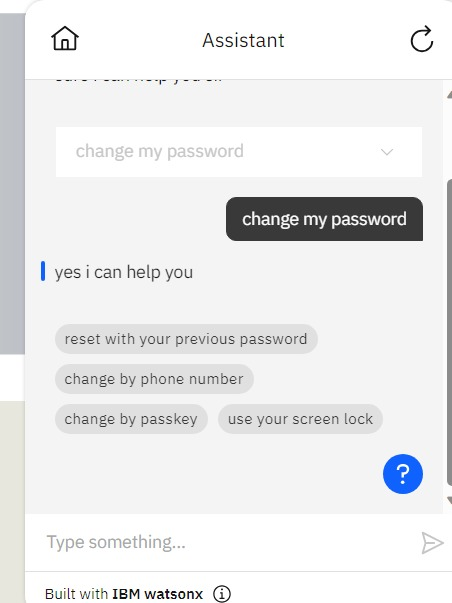 Assistant
change my password
change my password
yes i can help you
reset with your previous password
change by phone number
change by passkey use your screen lock
?
Type something...
Built with IBM watsonx